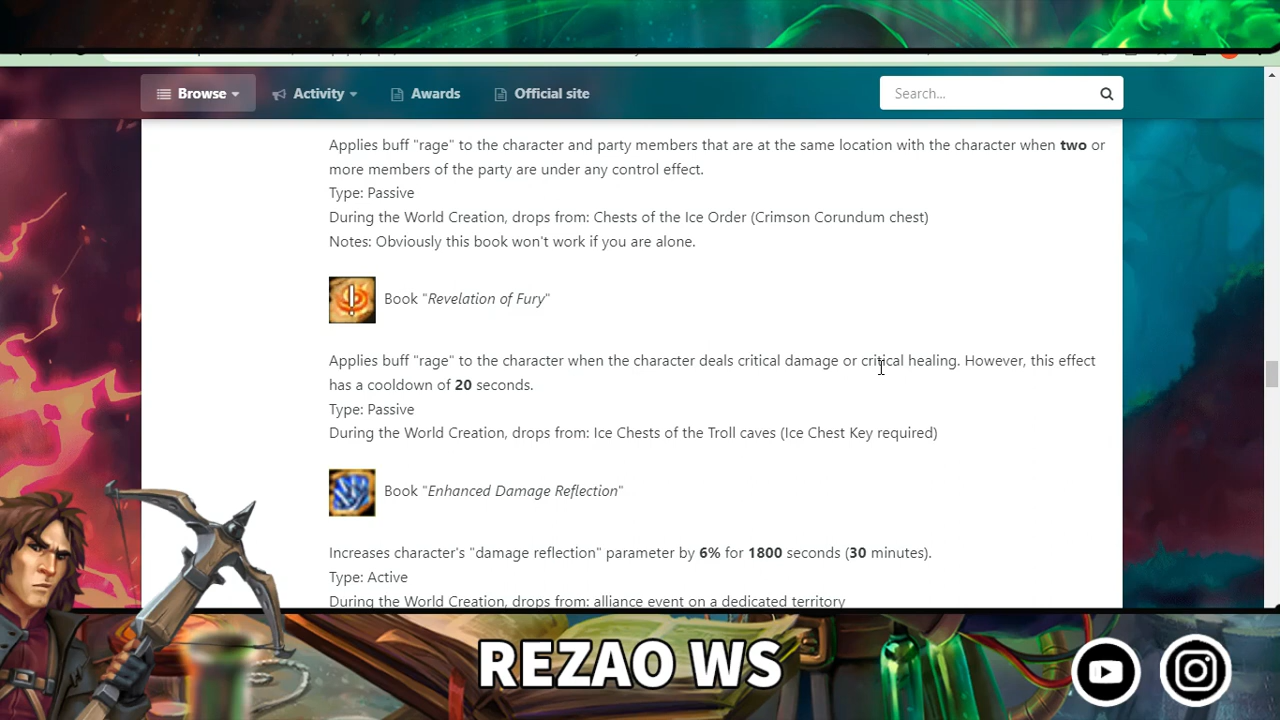 Browse Activity Awards Official site Search...
Applies buff "rage" to the character and party members that are at the same location with the character when two or
more members of the party are under any control effect.
Type: Passive
During the World Creation, drops from: Chests of the Ice Order (Crimson Corundum chest)
Notes: Obviously this book won't work if you are alone.
Book "Revelation of Fury"
Applies buff "rage" to the character when the character deals critical damage or critical healing. However, this effect
has a cooldown of 20 seconds.
Type: Passive
During the World Creation, drops from: Ice Chests of the Troll caves (Ice Chest Key required)
Book "Enhanced Damage Reflection"
Increases character's "damage reflection" parameter by 6% for 1800 seconds (30 minutes).
Type: Active
During the World Creation, drops from: alliance event on a dedicated territory
REZAO WS